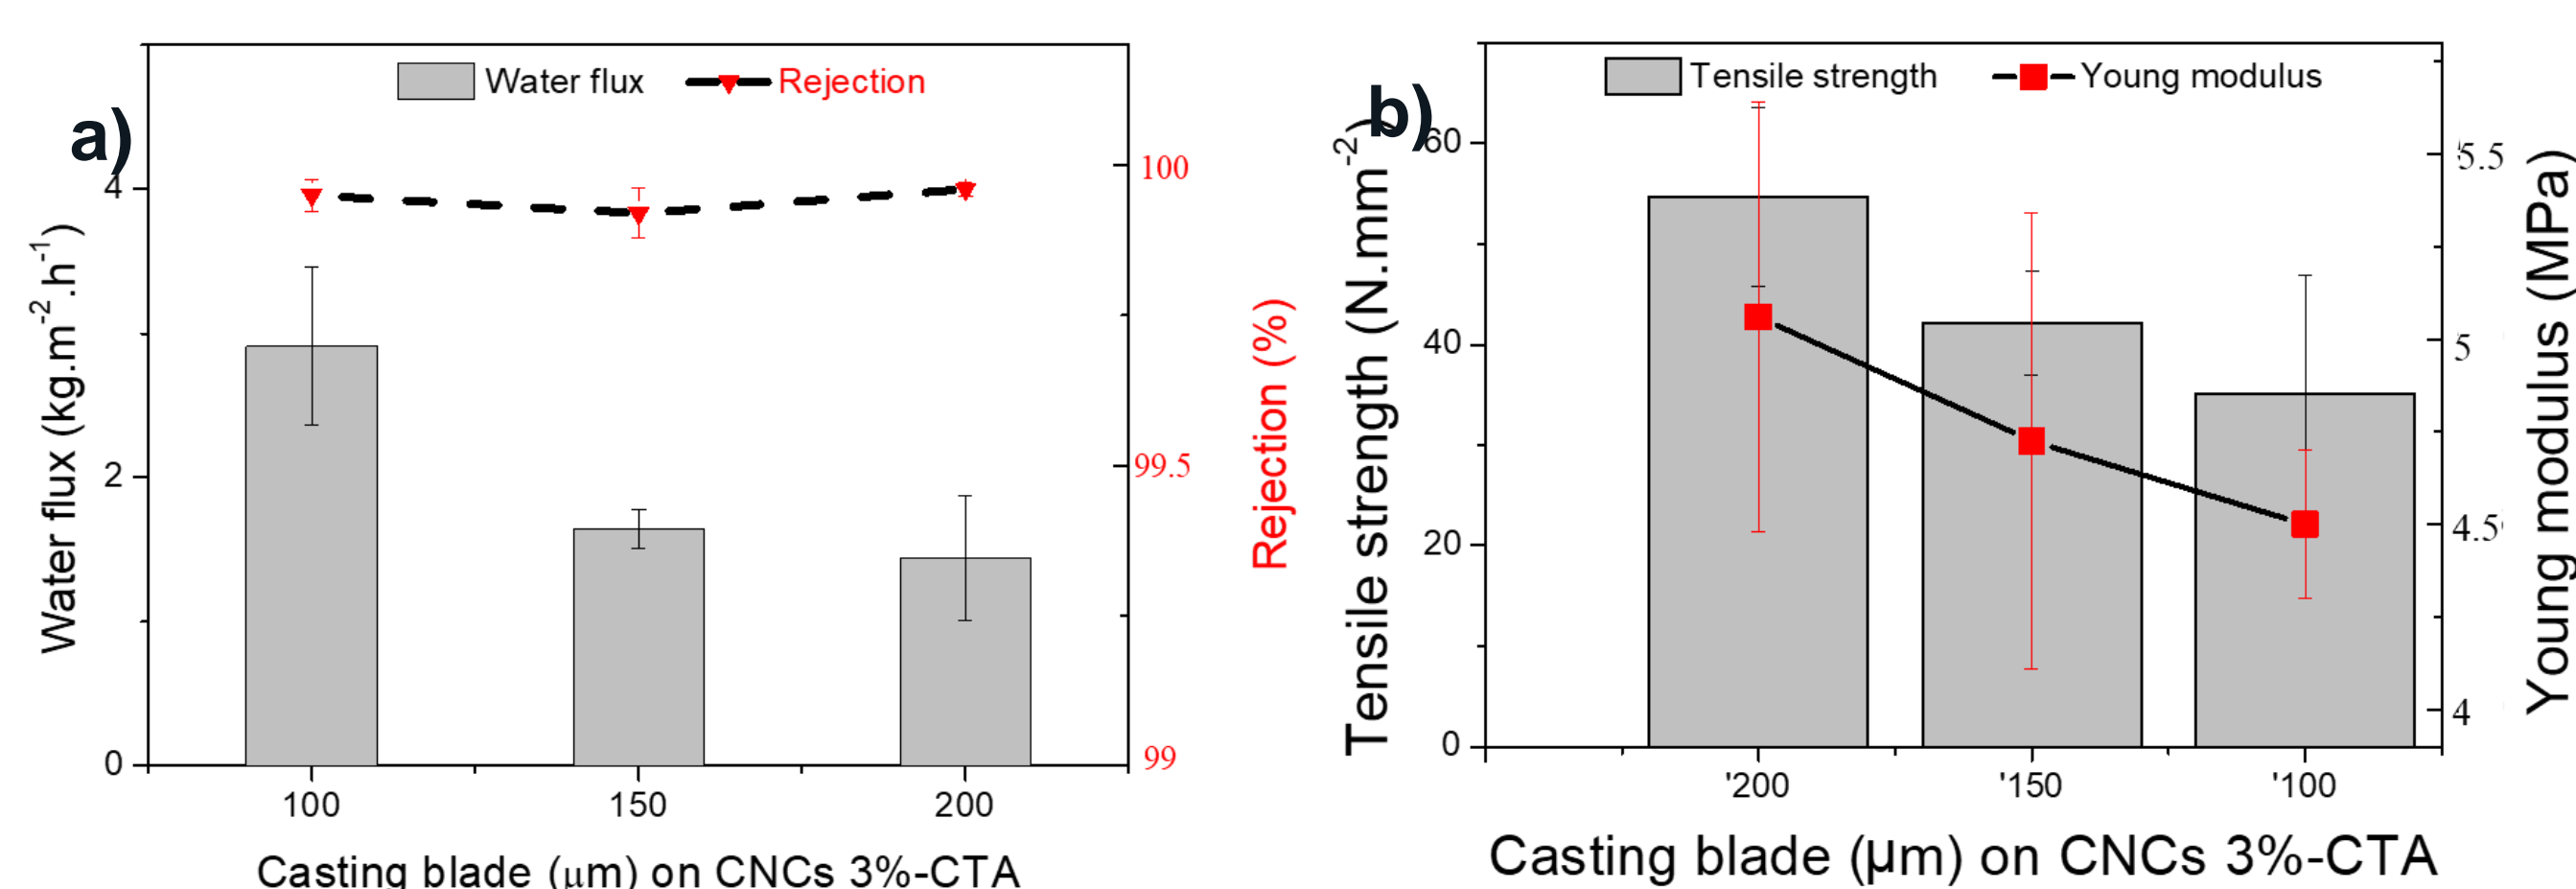 a)
Water flux
Rejection
4
2
0
Water flux (kg.m-2.h-1)
100
99.5
99
Rejection (%)
100
150
200
Casting blade (μm) on CNCs 3%-CTA
b)
Tensile strength
Young modulus
60
40
20
0
Tensile strength (N.mm-2)
5.5
5
4.5
4
Young modulus (MPa)
'200
'150
'100
Casting blade (µm) on CNCs 3%-CTA